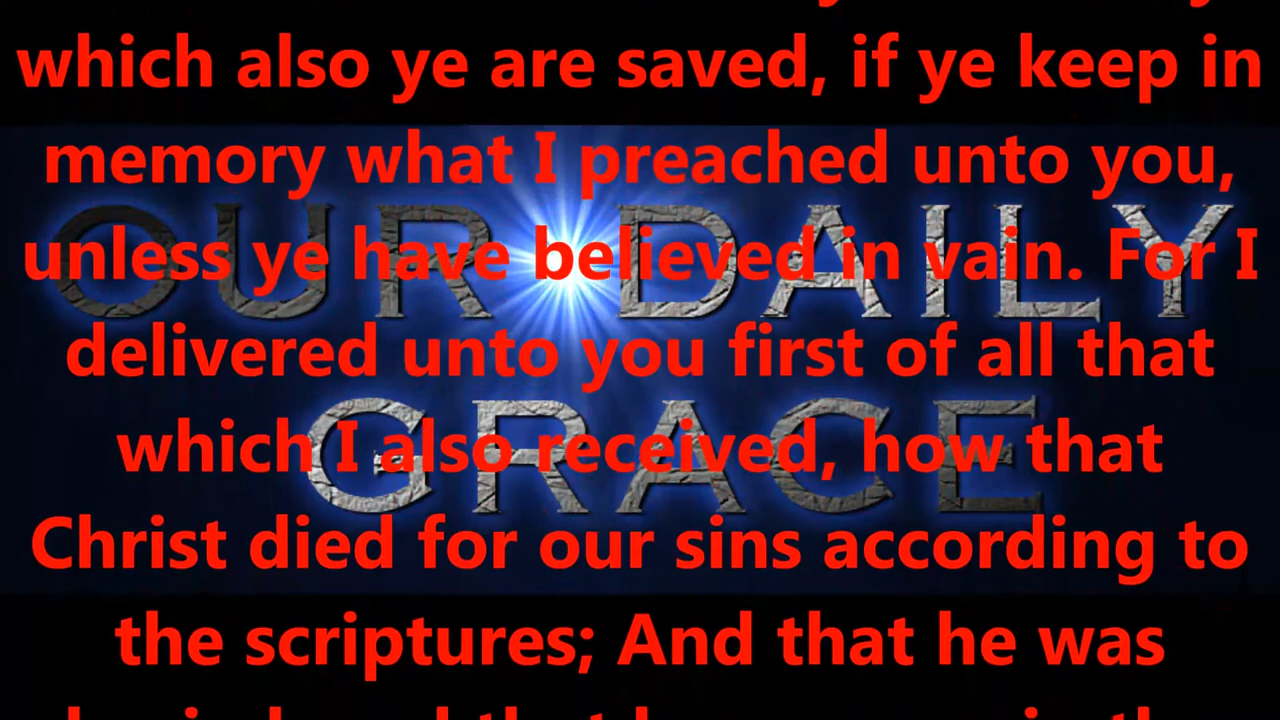 which also ye are saved, if ye keep in
memory what I preached unto you,
unless ye have believed in vain. For I
delivered unto you first of all that
which I also received, how that
Christ died for our sins according to
the scriptures; And that he was
OUR DAILY
GRACE